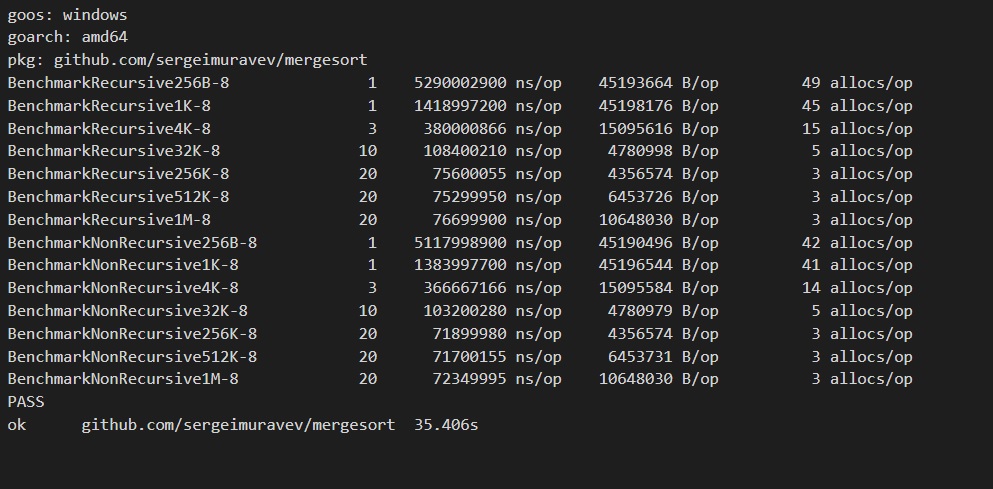 goos: windows
goarch: amd64
pkg: github.com/sergeimuravev/mergesort
BenchmarkRecursive256B-8 1 5290002900 ns/op 45193664 B/op 49 allocs/op
BenchmarkRecursive1K-8 1 1418997200 ns/op 45198176 B/op 45 allocs/op
BenchmarkRecursive4K-8 3 380000866 ns/op 15095616 B/op 15 allocs/op
BenchmarkRecursive32K-8 10 108400210 ns/op 4780998 B/op 5 allocs/op
BenchmarkRecursive256K-8 20 75600055 ns/op 4356574 B/op 3 allocs/op
BenchmarkRecursive512K-8 20 75299950 ns/op 6453726 B/op 3 allocs/op
BenchmarkRecursive1M-8 20 76699900 ns/op 10648030 B/op 3 allocs/op
BenchmarkNonRecursive256B-8 1 5117998900 ns/op 45190496 B/op 42 allocs/op
BenchmarkNonRecursive1K-8 1 1383997700 ns/op 45196544 B/op 41 allocs/op
BenchmarkNonRecursive4K-8 3 366667166 ns/op 15095584 B/op 14 allocs/op
BenchmarkNonRecursive32K-8 10 103200280 ns/op 4780979 B/op 5 allocs/op
BenchmarkNonRecursive256K-8 20 71899980 ns/op 4356574 B/op 3 allocs/op
BenchmarkNonRecursive512K-8 20 71700155 ns/op 6453731 B/op 3 allocs/op
BenchmarkNonRecursive1M-8 20 72349995 ns/op 10648030 B/op 3 allocs/op
PASS
ok github.com/sergeimuravev/mergesort 35.406s